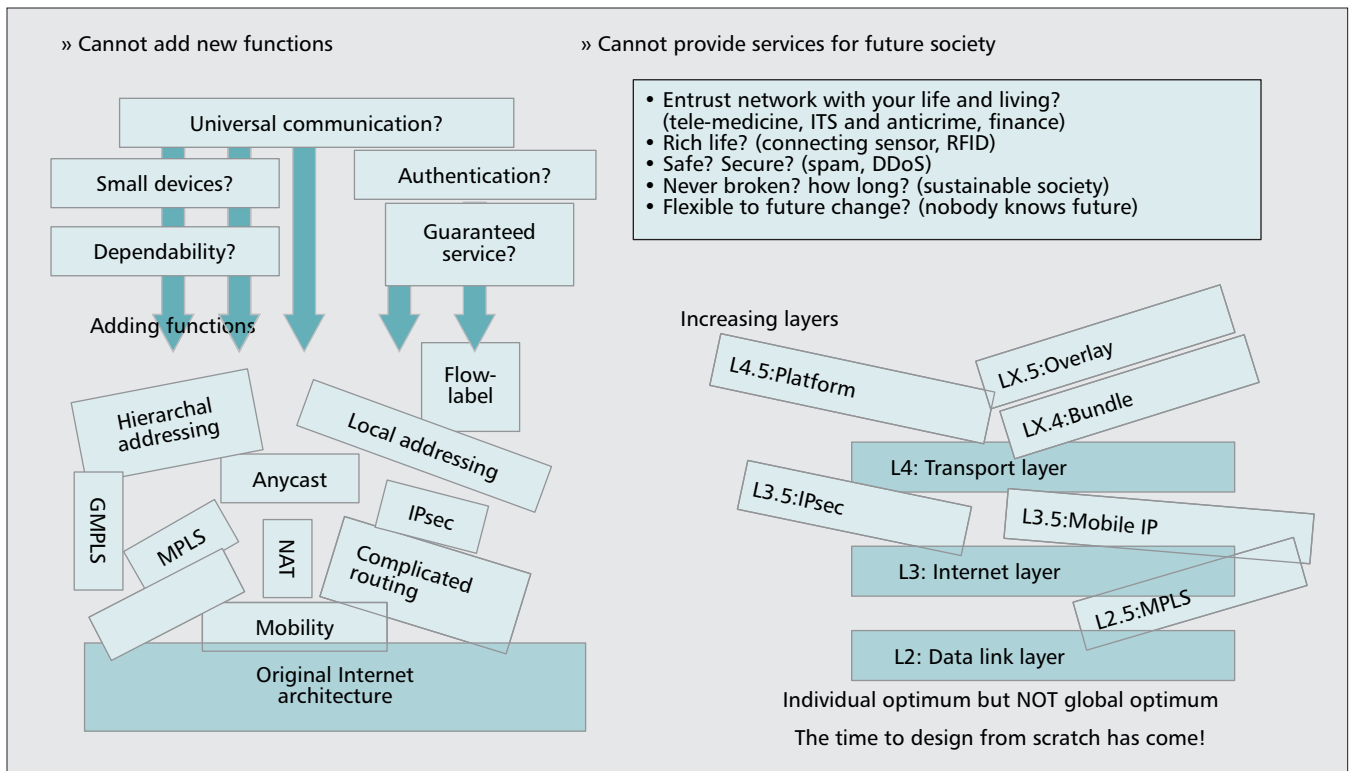 » Cannot add new functions
Universal communication?
Small devices?
Authentication?
Dependability?
Guaranteed
service?
Adding functions
Flow-
label
Hierarchal
addressing
Local addressing
Anycast
GMPLS
MPLS
NAT
IPsec
Complicated
routing
Mobility
Original Internet
architecture
» Cannot provide services for future society
• Entrust network with your life and living?
(tele-medicine, ITS and anticrime, finance)
• Rich life? (connecting sensor, RFID)
• Safe? Secure? (spam, DDoS)
• Never broken? how long? (sustainable society)
• Flexible to future change? (nobody knows future)
Increasing layers
L4.5:Platform
LX.5:Overlay
LX.4:Bundle
L4: Transport layer
L3.5:IPsec
L3.5:Mobile IP
L3: Internet layer
L2.5:MPLS
L2: Data link layer
Individual optimum but NOT global optimum
The time to design from scratch has come!